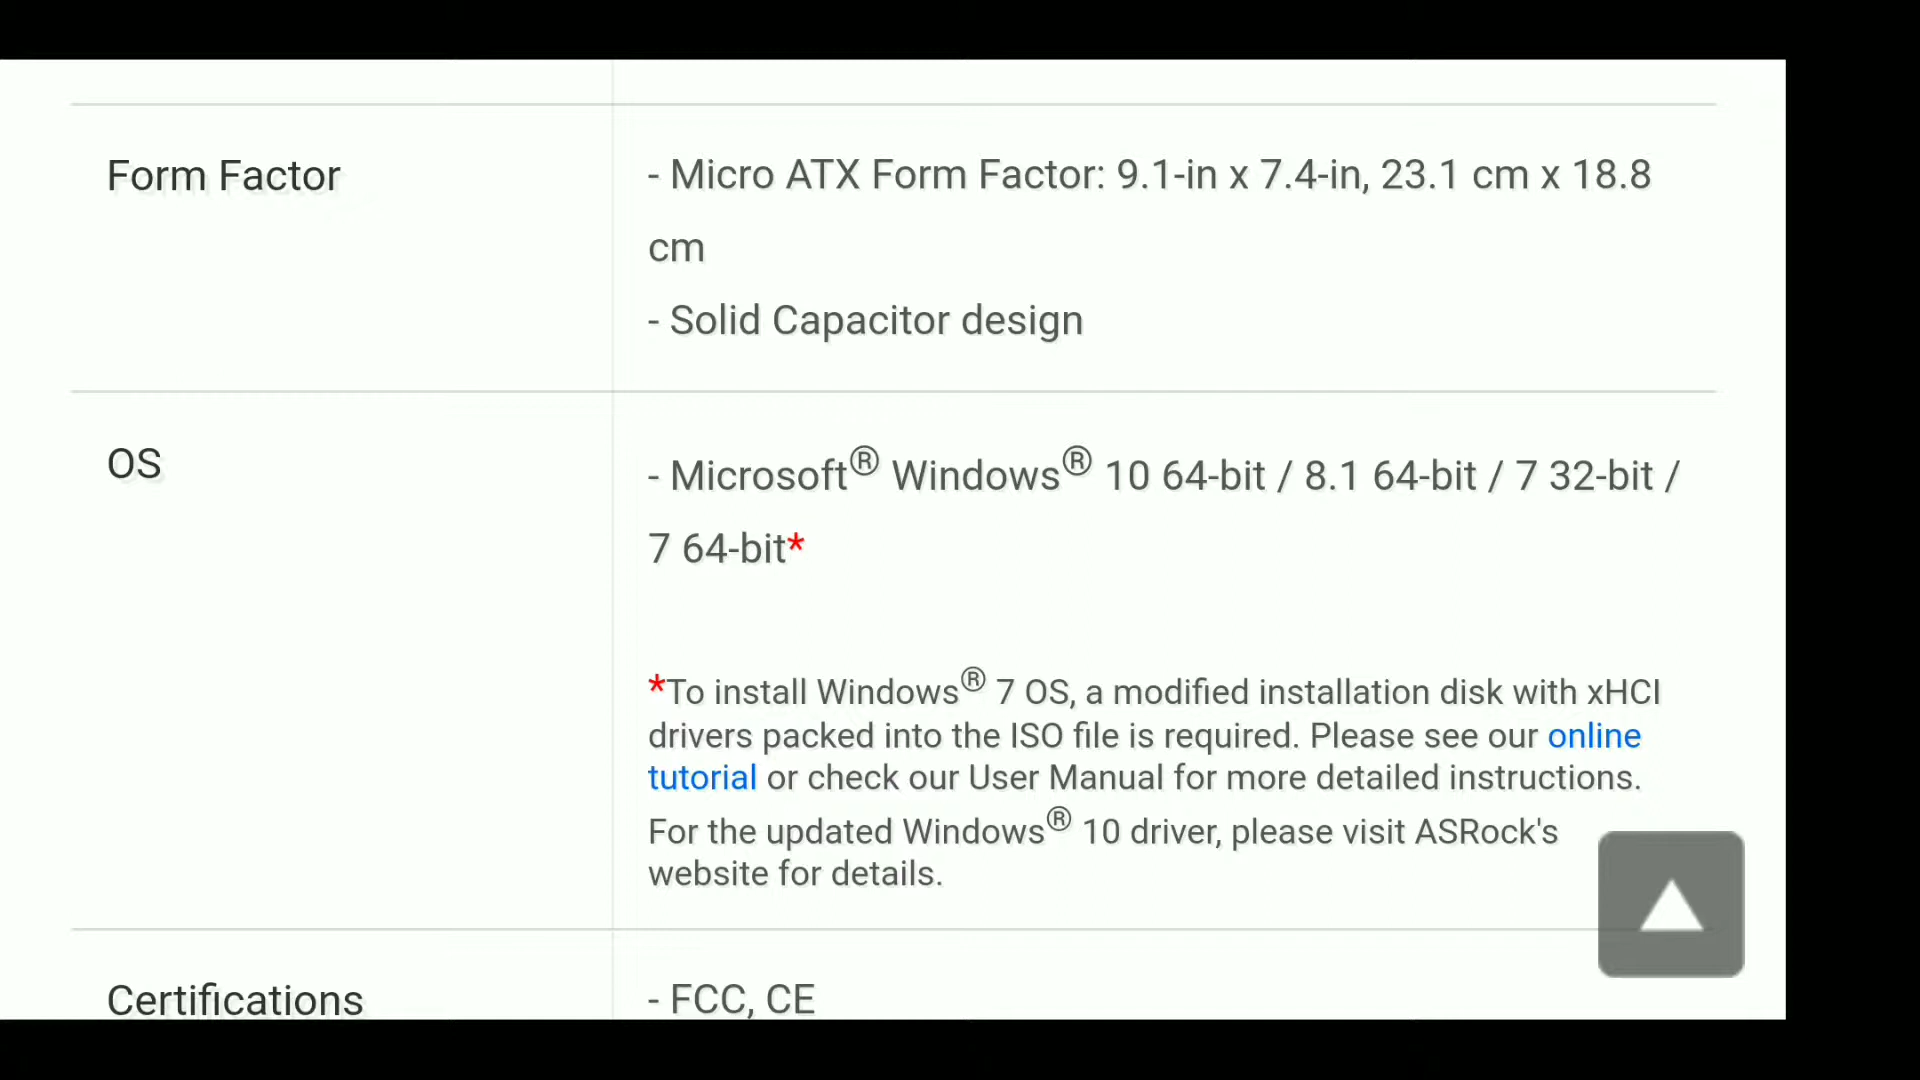 Form Factor
- Micro ATX Form Factor: 9.1-in x 7.4-in, 23.1 cm x 18.8
cm
- Solid Capacitor design
OS
- Microsoft® Windows® 10 64-bit / 8.1 64-bit / 7 32-bit /
7 64-bit*
*To install Windows® 7 OS, a modified installation disk with xHCI
drivers packed into the ISO file is required. Please see our online
tutorial or check our User Manual for more detailed instructions.
For the updated Windows® 10 driver, please visit ASRock's
website for details.
Certifications
- FCC, CE